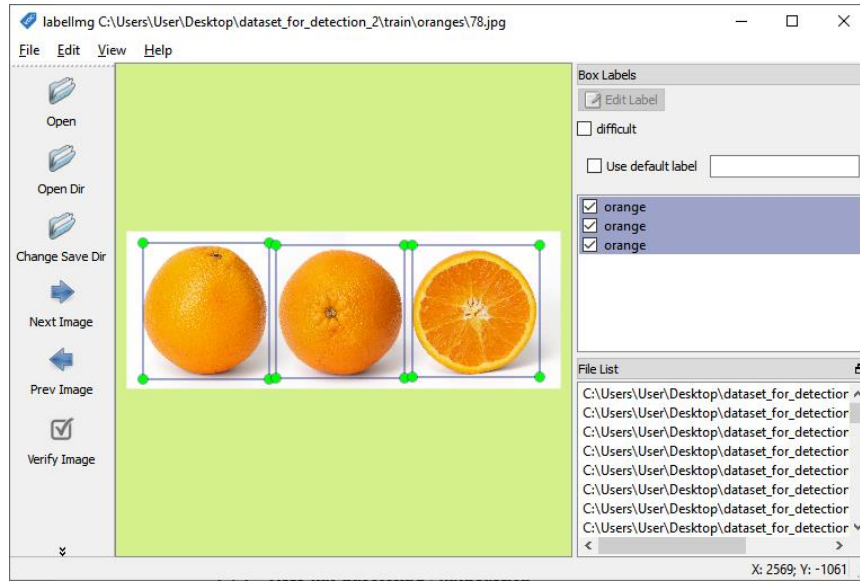 labelImg C:\Users\User\Desktop\dataset_for_detection_2\train\oranges\78.jpg
File Edit View Help
Open
Open Dir
Change Save Dir
Next Image
Prev Image
Verify Image
Box Labels
Edit Label
difficult
Use default label
orange
orange
orange
File List
C:\Users\User\Desktop\dataset_for_detection
C:\Users\User\Desktop\dataset_for_detection
C:\Users\User\Desktop\dataset_for_detection
C:\Users\User\Desktop\dataset_for_detection
C:\Users\User\Desktop\dataset_for_detection
C:\Users\User\Desktop\dataset_for_detection
C:\Users\User\Desktop\dataset_for_detection
C:\Users\User\Desktop\dataset_for_detection
X: 2569; Y: -1061